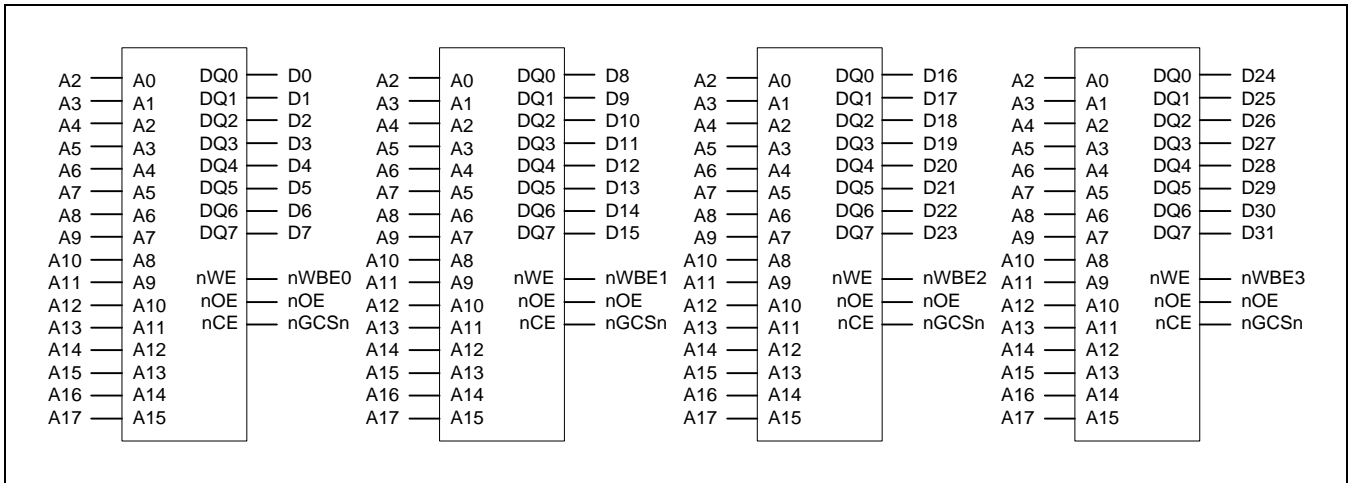 A2 A0 DQ0 D0 A2 A0 DQ0 D8 A2 A0 DQ0 D16 A2 A0 DQ0 D24
A3 A1 DQ1 D1 A3 A1 DQ1 D9 A3 A1 DQ1 D17 A3 A1 DQ1 D25
A4 A2 DQ2 D2 A4 A2 DQ2 D10 A4 A2 DQ2 D18 A4 A2 DQ2 D26
A5 A3 DQ3 D3 A5 A3 DQ3 D11 A5 A3 DQ3 D19 A5 A3 DQ3 D27
A6 A4 DQ4 D4 A6 A4 DQ4 D12 A6 A4 DQ4 D20 A6 A4 DQ4 D28
A7 A5 DQ5 D5 A7 A5 DQ5 D13 A7 A5 DQ5 D21 A7 A5 DQ5 D29
A8 A6 DQ6 D6 A8 A6 DQ6 D14 A8 A6 DQ6 D22 A8 A6 DQ6 D30
A9 A7 DQ7 D7 A9 A7 DQ7 D15 A9 A7 DQ7 D23 A9 A7 DQ7 D31
A10 A8 A10 A8 A10 A8 A10 A8
A11 A9 nWE nWBE0 A11 A9 nWE nWBE1 A11 A9 nWE nWBE2 A11 A9 nWE nWBE3
A12 A10 nOE nOE A12 A10 nOE nOE A12 A10 nOE nOE A12 A10 nOE nOE
A13 A11 nCE nGCSn A13 A11 nCE nGCSn A13 A11 nCE nGCSn A13 A11 nCE nGCSn
A14 A12 A14 A12 A14 A12 A14 A12
A15 A13 A15 A13 A15 A13 A15 A13
A16 A14 A16 A14 A16 A14 A16 A14
A17 A15 A17 A15 A17 A15 A17 A15